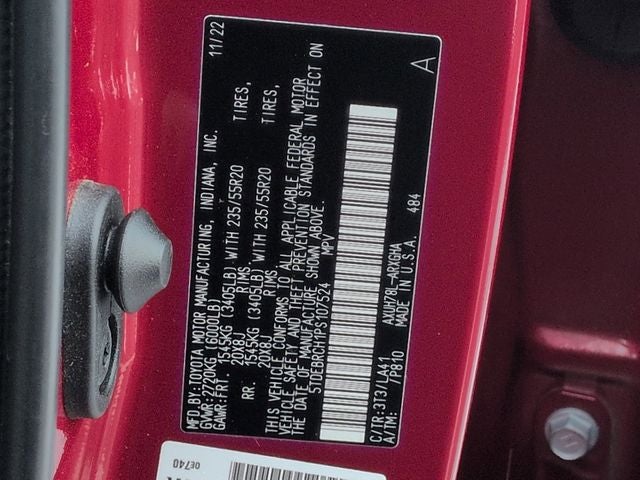 MFD.BY:TOYOTA MOTOR MANUFACTURING, INDIANA, INC. 11/22
GVWR:2720KG (6000LB)
GAWR:FRT. 1545KG (3405LB) WITH 235/55R20 TIRES,
20X8J RIMS,
RR. 1545KG (3405LB) WITH 235/55R20 TIRES,
20X8J RIMS,
THIS VEHICLE CONFORMS TO ALL APPLICABLE FEDERAL MOTOR
VEHICLE SAFETY AND THEFT PREVENTION STANDARDS IN EFFECT ON
THE DATE OF MANUFACTURE SHOWN ABOVE.
MPV
A
C/TR:3T3/LA41 AXUH78L-ARXGHA 484
A/TM: /P810 MADE IN U.S.A.
0E740